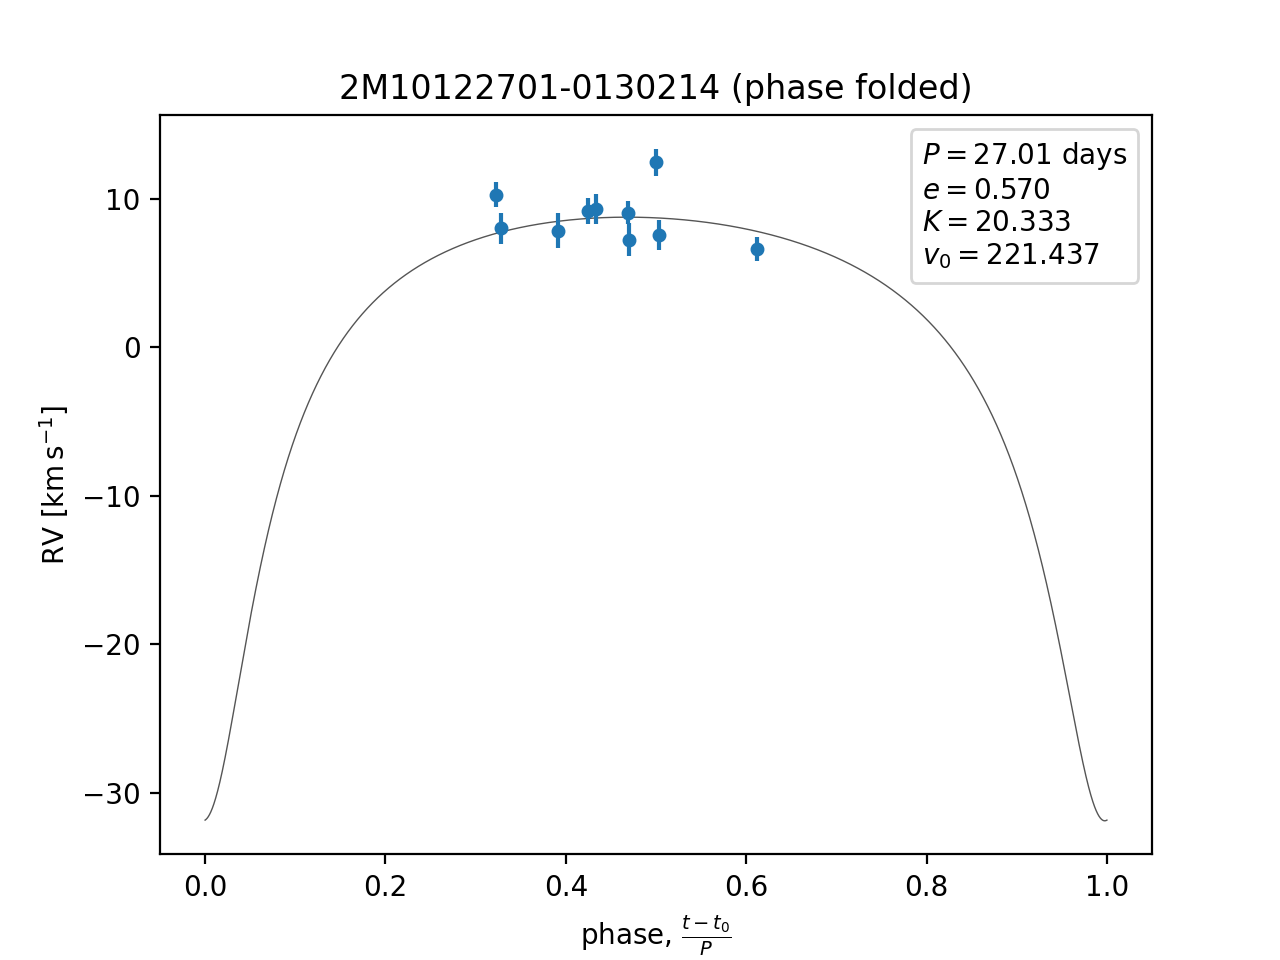 2M10122701-0130214 (phase folded)
P = 27.01 days
e = 0.570
K = 20.333
v₀ = 221.437
10
0
−10
−20
−30
RV [km s⁻¹]
0.0 0.2 0.4 0.6 0.8 1.0
phase, (t − t₀)/P